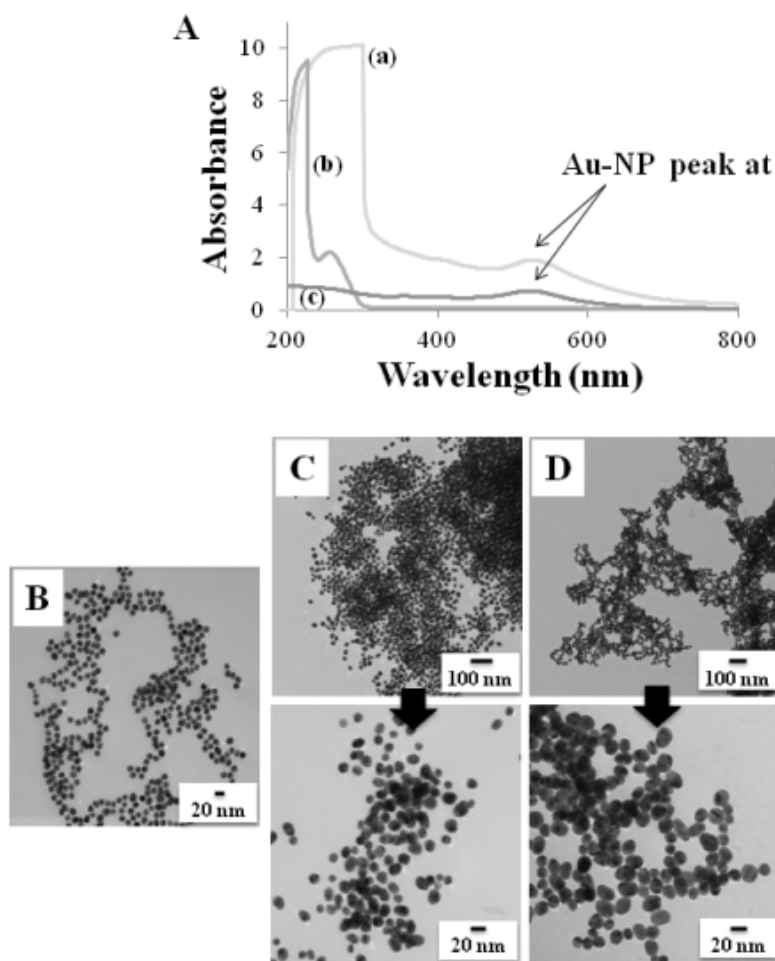 A
Absorbance
10
8
6
4
2
0
(a)
(b)
(c)
Au-NP peak at
200 400 600 800
Wavelength (nm)
B
20 nm
C
100 nm
D
100 nm
20 nm
20 nm